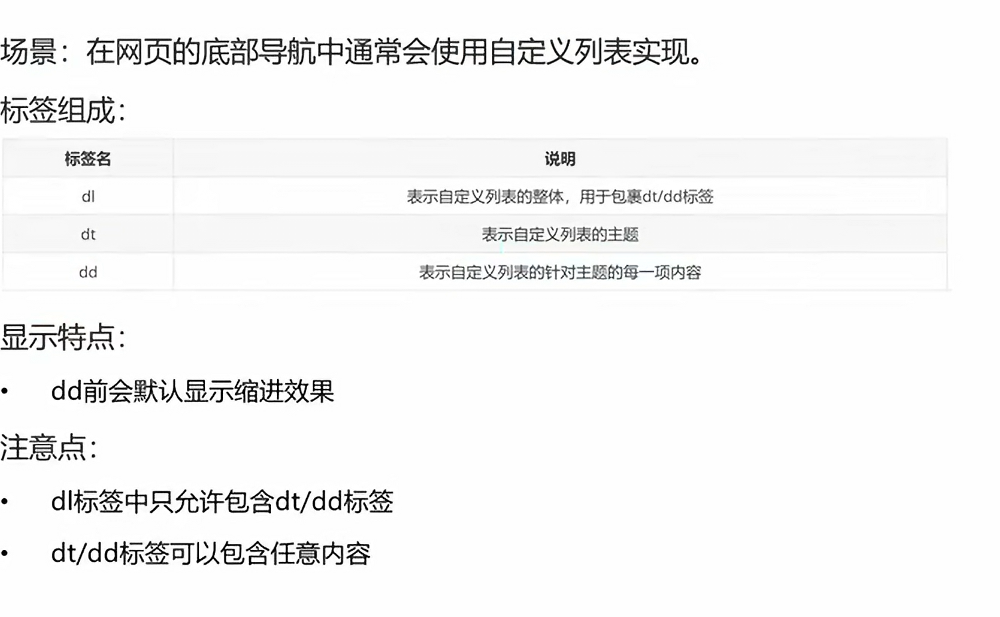 场景：在网页的底部导航中通常会使用自定义列表实现。
标签组成：
标签名 说明
dl 表示自定义列表的整体，用于包裹dt/dd标签
dt 表示自定义列表的主题
dd 表示自定义列表的针对主题的每一项内容
显示特点：
• dd前会默认显示缩进效果
注意点：
• dl标签中只允许包含dt/dd标签
• dt/dd标签可以包含任意内容